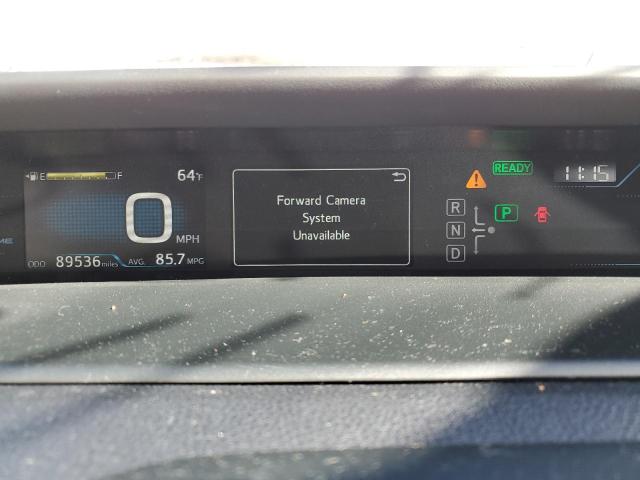 E F 64°F
0 MPH
ODO 89536 miles AVG. 85.7 MPG
Forward Camera
System
Unavailable
READY
11:15
R
N P
D